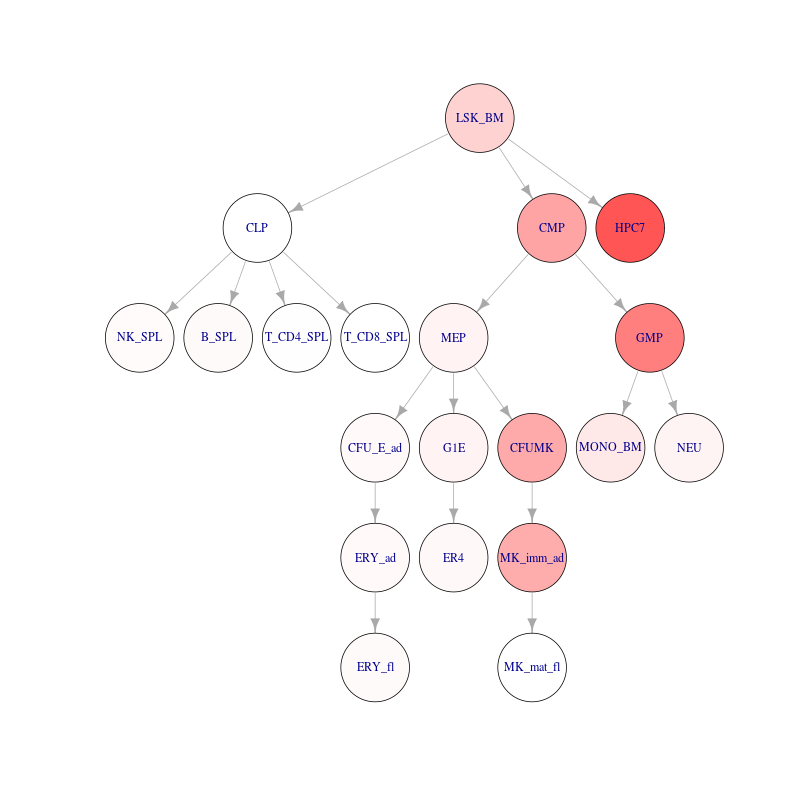 LSK_BM
CLP
CMP
HPC7
NK_SPL
B_SPL
T_CD4_SPL
T_CD8_SPL
MEP
GMP
CFU_E_ad
G1E
CFUMK
MONO_BM
NEU
ERY_ad
ER4
MK_imm_ad
ERY_fl
MK_mat_fl